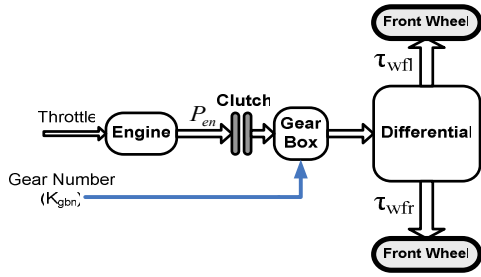 Front Wheel
τwfl
Clutch
Throttle
Pen
Engine
Gear
Box
Differential
Gear Number
(Kgbn)
τwfr
Front Wheel